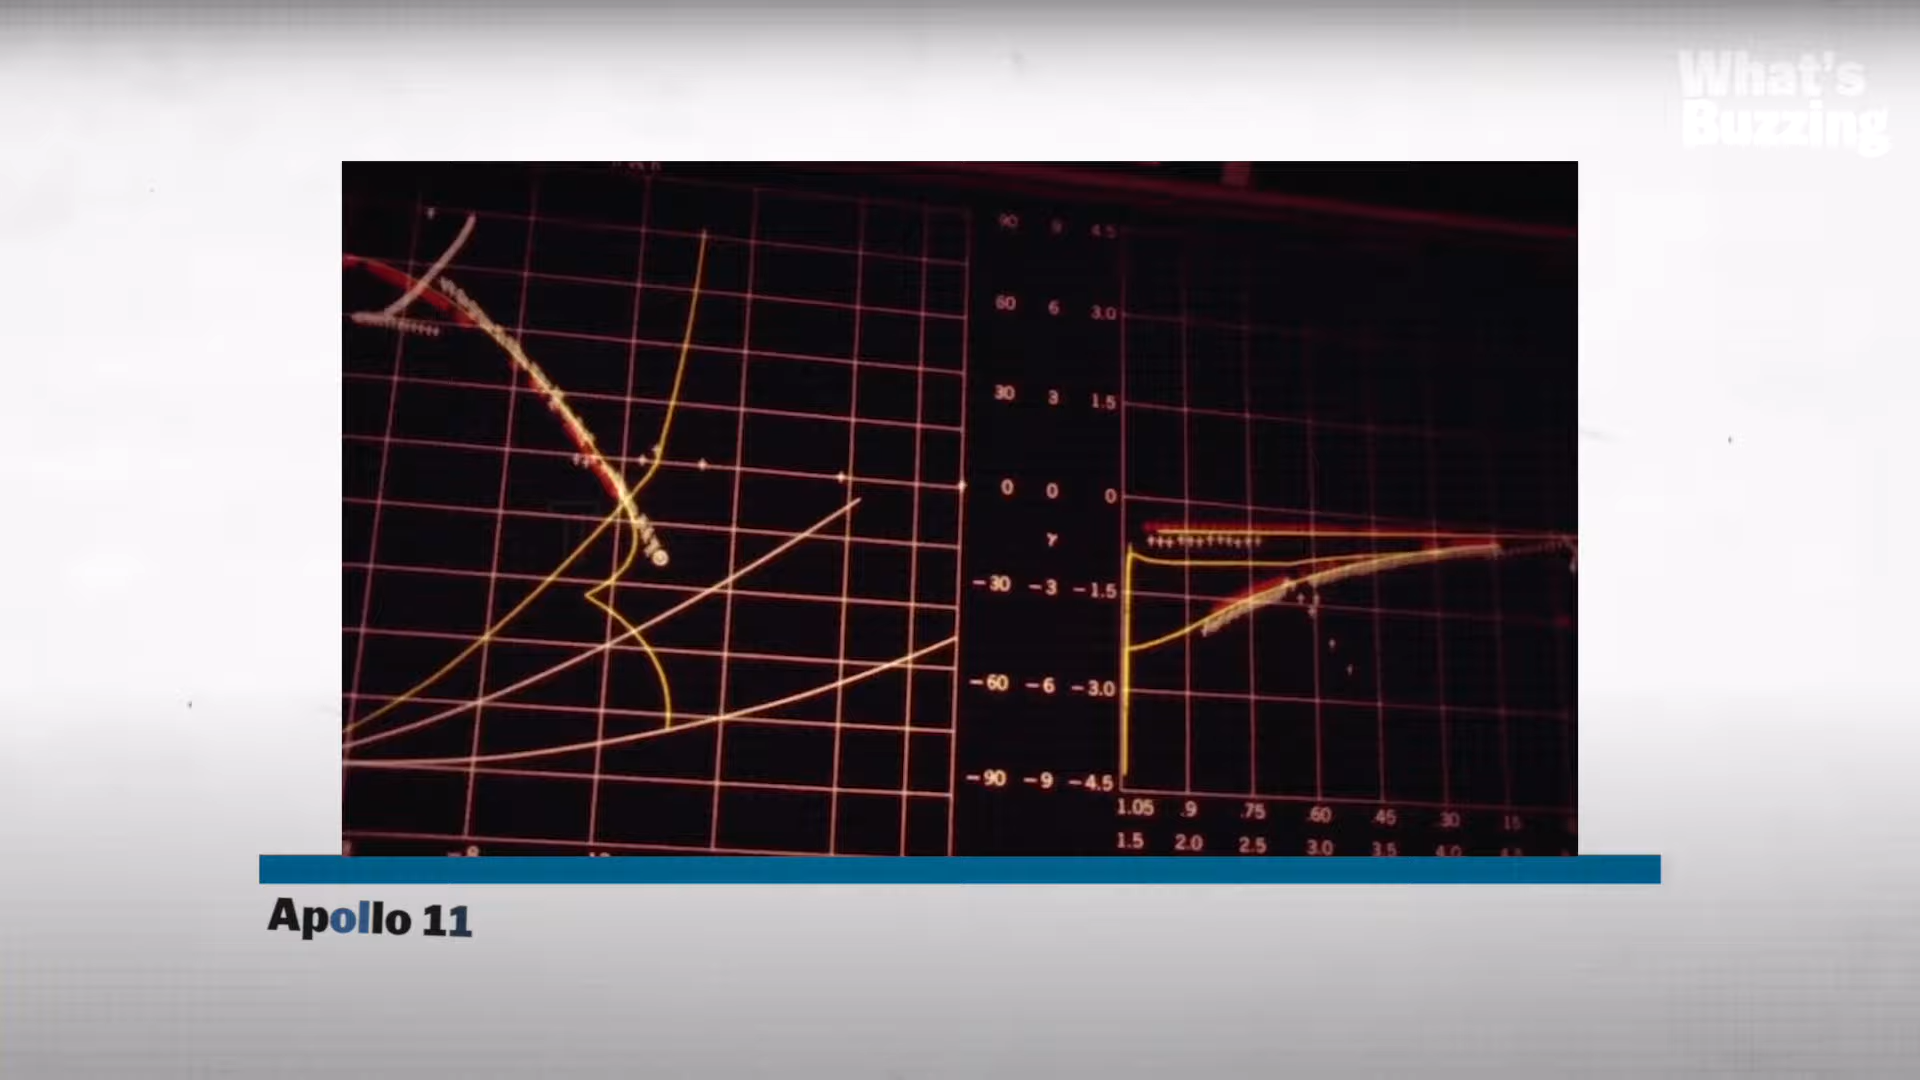 What's
Buzzing
90 9 4.5
60 6 3.0
30 3 1.5
0 0 0
γ
−30 −3 −1.5
−60 −6 −3.0
−90 −9 −4.5
1.05 .9 .75 .60 .45 .30 15
1.5 2.0 2.5 3.0 3.5 4.0
−8
Apollo 11